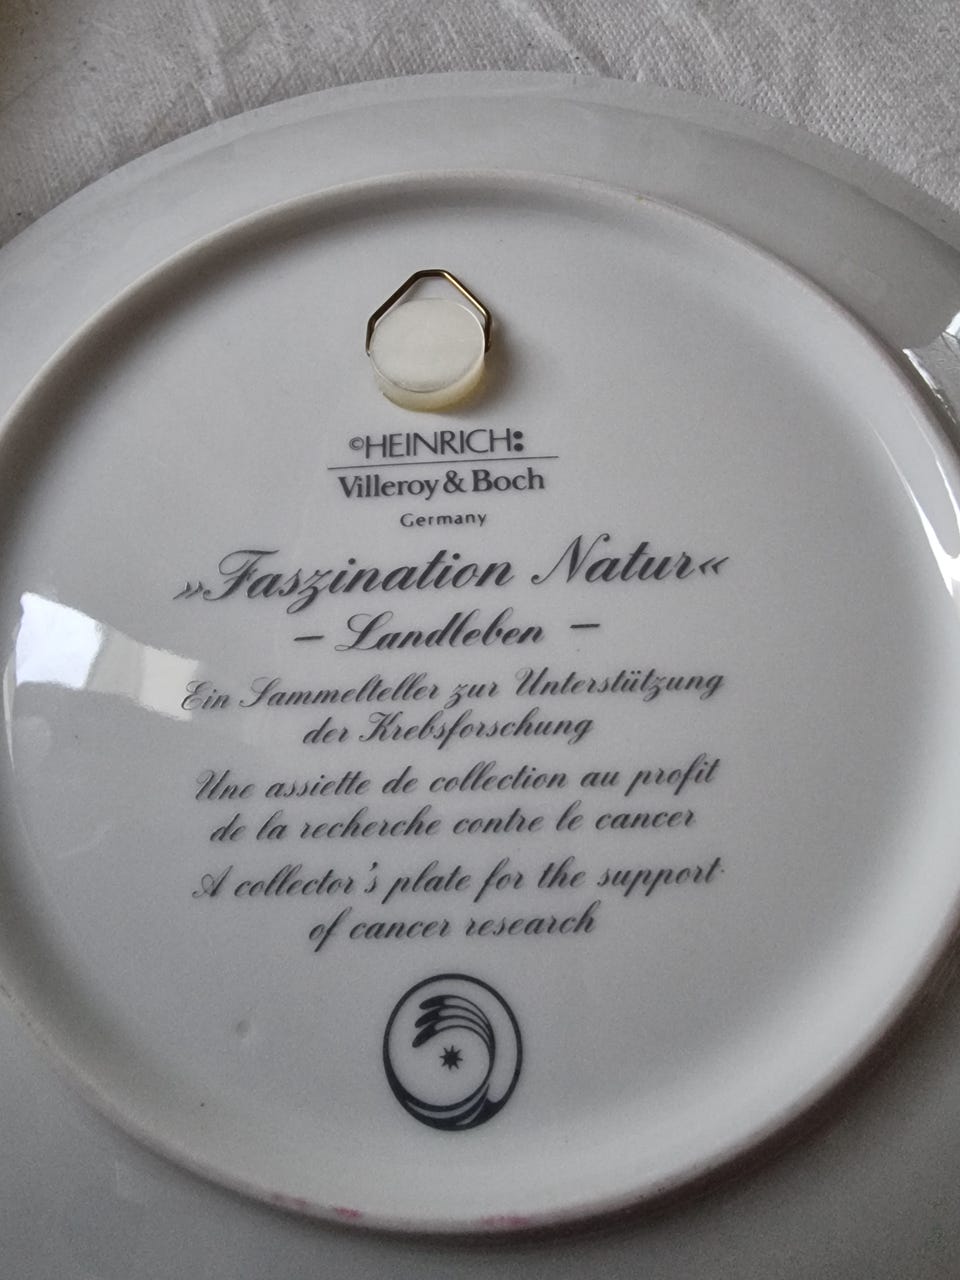 ©HEINRICH:
Villeroy & Boch
Germany
»Faszination Natur«
– Landleben –
Ein Sammelteller zur Unterstützung
der Krebsforschung
Une assiette de collection au profit
de la recherche contre le cancer
A collector's plate for the support
of cancer research